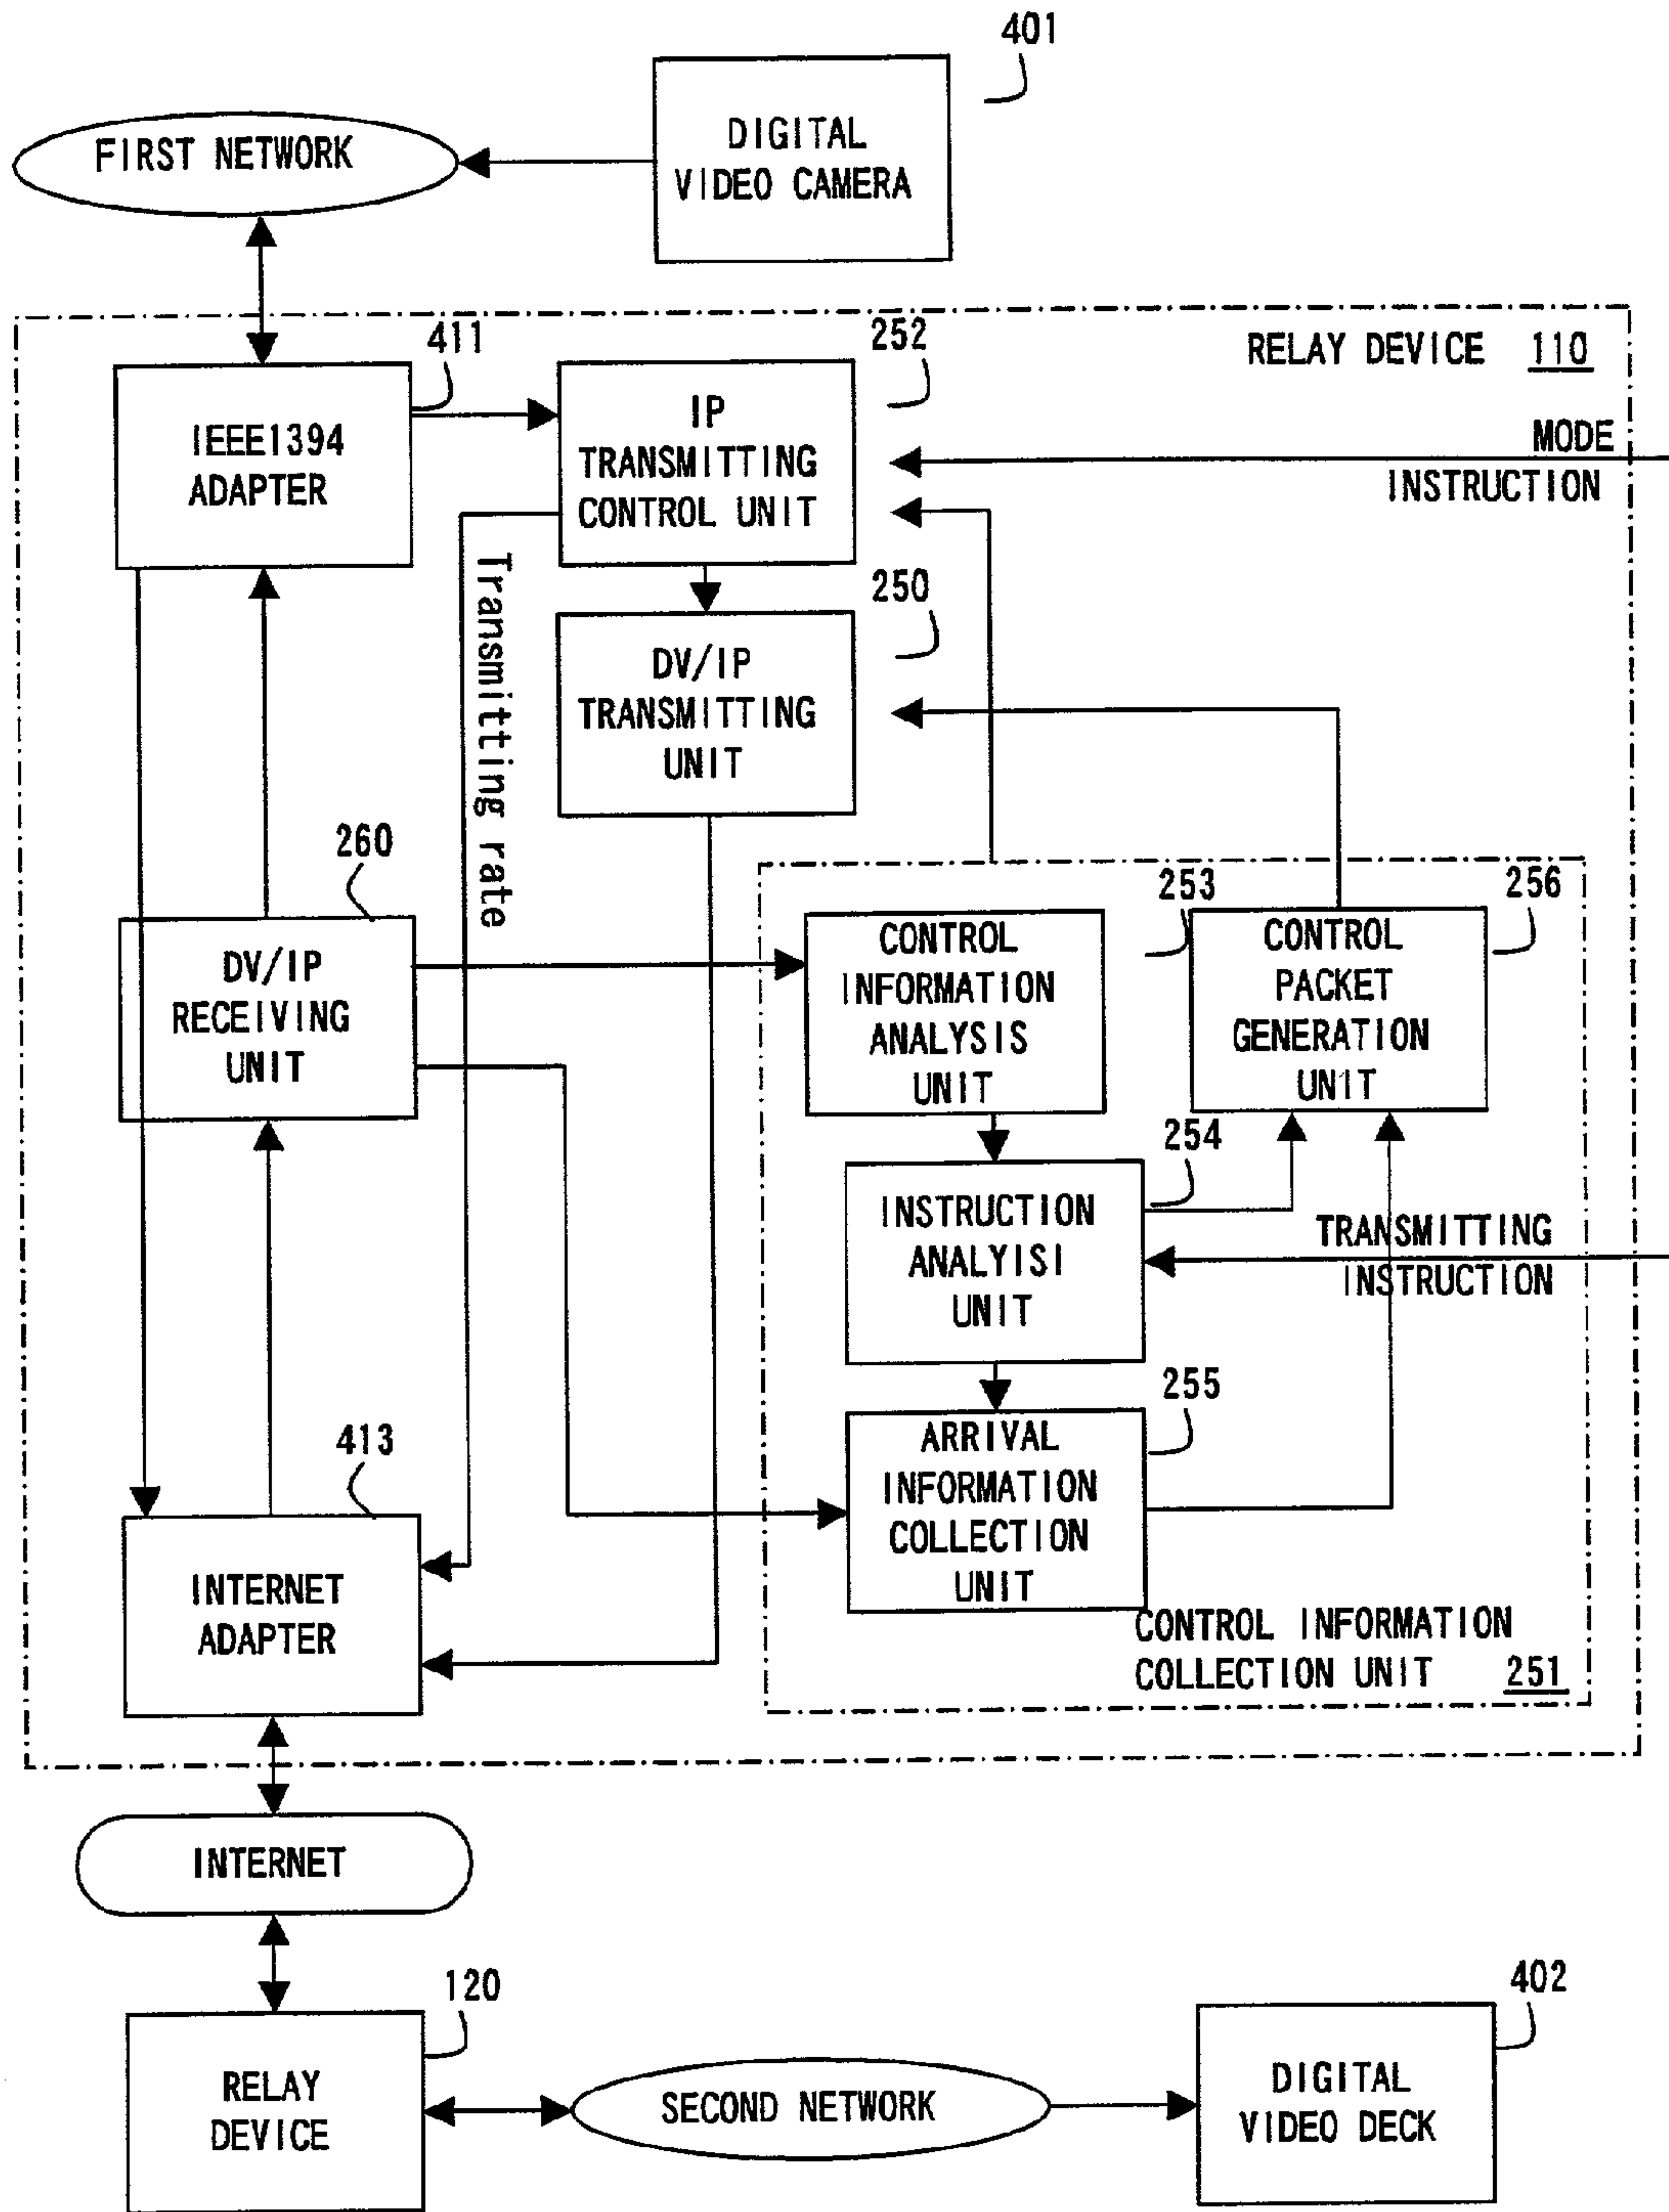 401
DIGITAL
VIDEO CAMERA
FIRST NETWORK
411
252
RELAY DEVICE 110
IEEE1394
ADAPTER
IP
TRANSMITTING
CONTROL UNIT
MODE
INSTRUCTION
Transmitting rate
250
DV/IP
TRANSMITTING
UNIT
260
DV/IP
RECEIVING
UNIT
253
CONTROL
INFORMATION
ANALYSIS
UNIT
256
CONTROL
PACKET
GENERATION
UNIT
254
INSTRUCTION
ANALYISI
UNIT
TRANSMITTING
INSTRUCTION
255
ARRIVAL
INFORMATION
COLLECTION
UNIT
413
INTERNET
ADAPTER
CONTROL INFORMATION
COLLECTION UNIT 251
INTERNET
120
RELAY
DEVICE
SECOND NETWORK
402
DIGITAL
VIDEO DECK